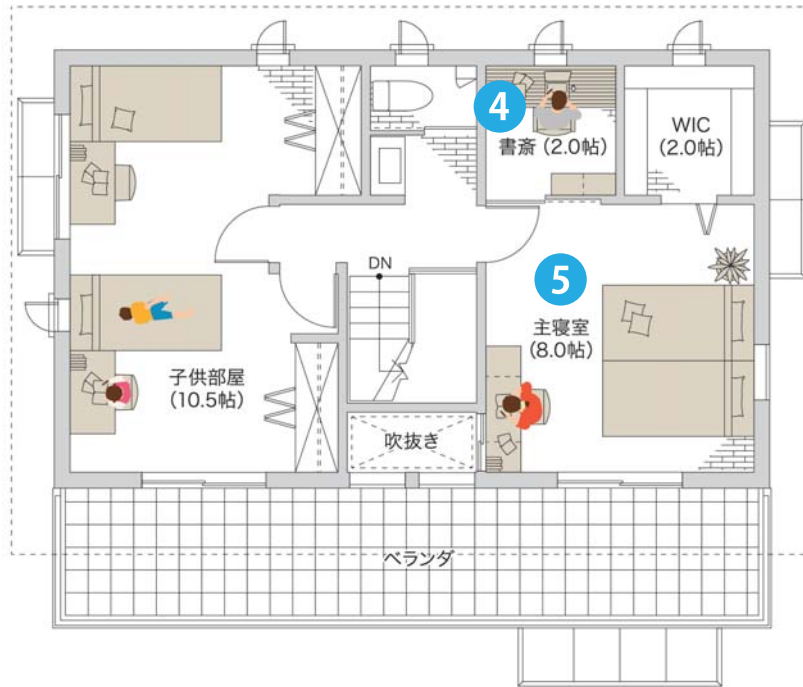 4
書斎（2.0帖）
WIC
（2.0帖）
DN
5
主寝室
（8.0帖）
子供部屋
（10.5帖）
吹抜き
ベランダ